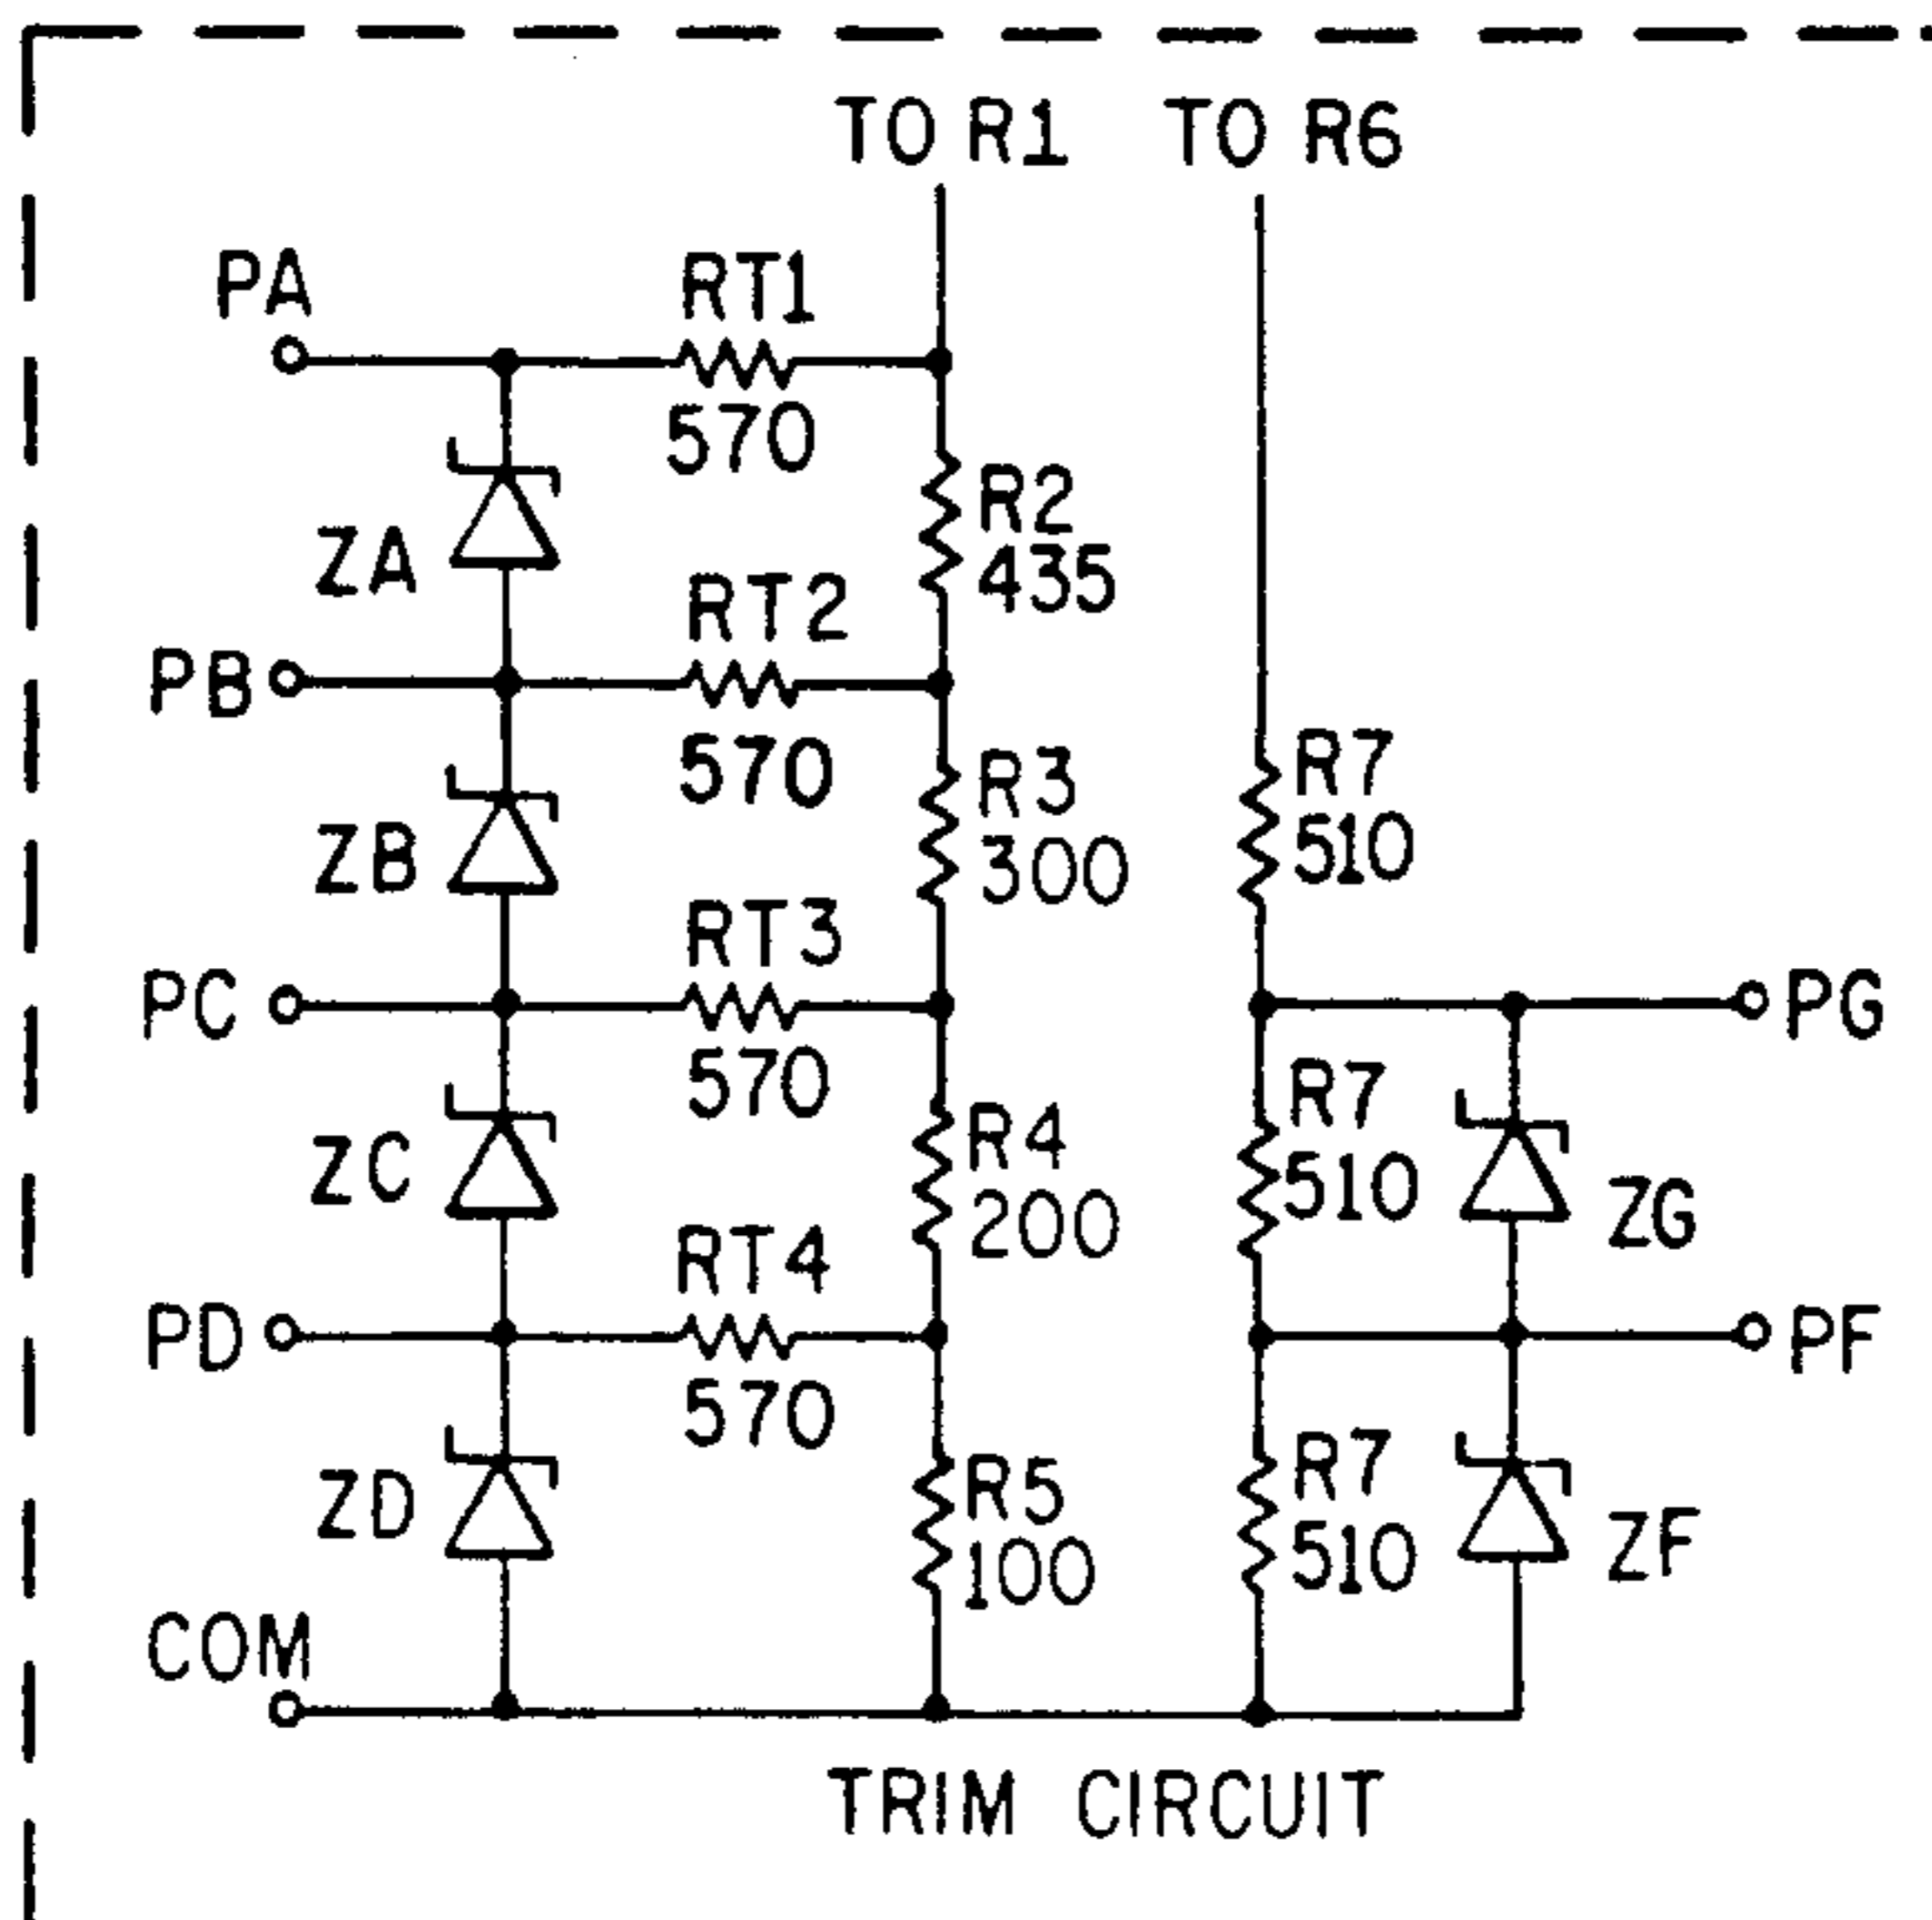 TO R1 TO R6
PA
RT1
570
R2
435
ZA
RT2
PB
570
R3
300
R7
510
ZB
RT3
PC
570
PG
R7
510
R4
200
ZC
ZG
RT4
PD
570
PF
R5
100
R7
510
ZD
ZF
COM
TRIM CIRCUIT